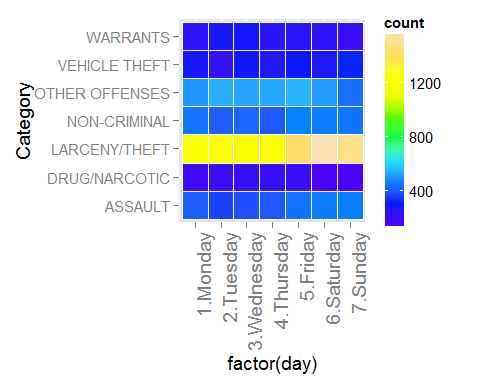 count
1200
800
400
Category
WARRANTS
VEHICLE THEFT
OTHER OFFENSES
NON-CRIMINAL
LARCENY/THEFT
DRUG/NARCOTIC
ASSAULT
1.Monday
2.Tuesday
3.Wednesday
4.Thursday
5.Friday
6.Saturday
7.Sunday
factor(day)